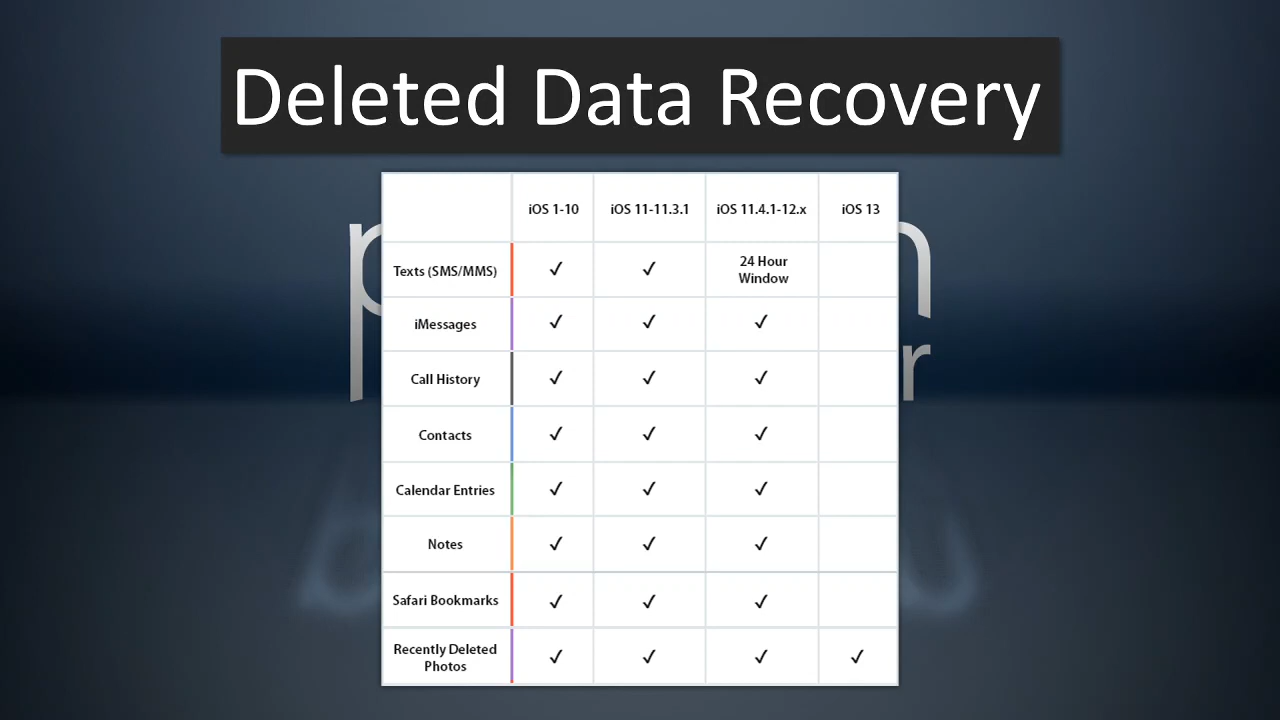 Deleted Data Recovery
iOS 1-10 iOS 11-11.3.1 iOS 11.4.1-12.x iOS 13
Texts (SMS/MMS) ✓ ✓ 24 Hour
Window
iMessages ✓ ✓ ✓
Call History ✓ ✓ ✓
Contacts ✓ ✓ ✓
Calendar Entries ✓ ✓ ✓
Notes ✓ ✓ ✓
Safari Bookmarks ✓ ✓ ✓
Recently Deleted
Photos ✓ ✓ ✓ ✓